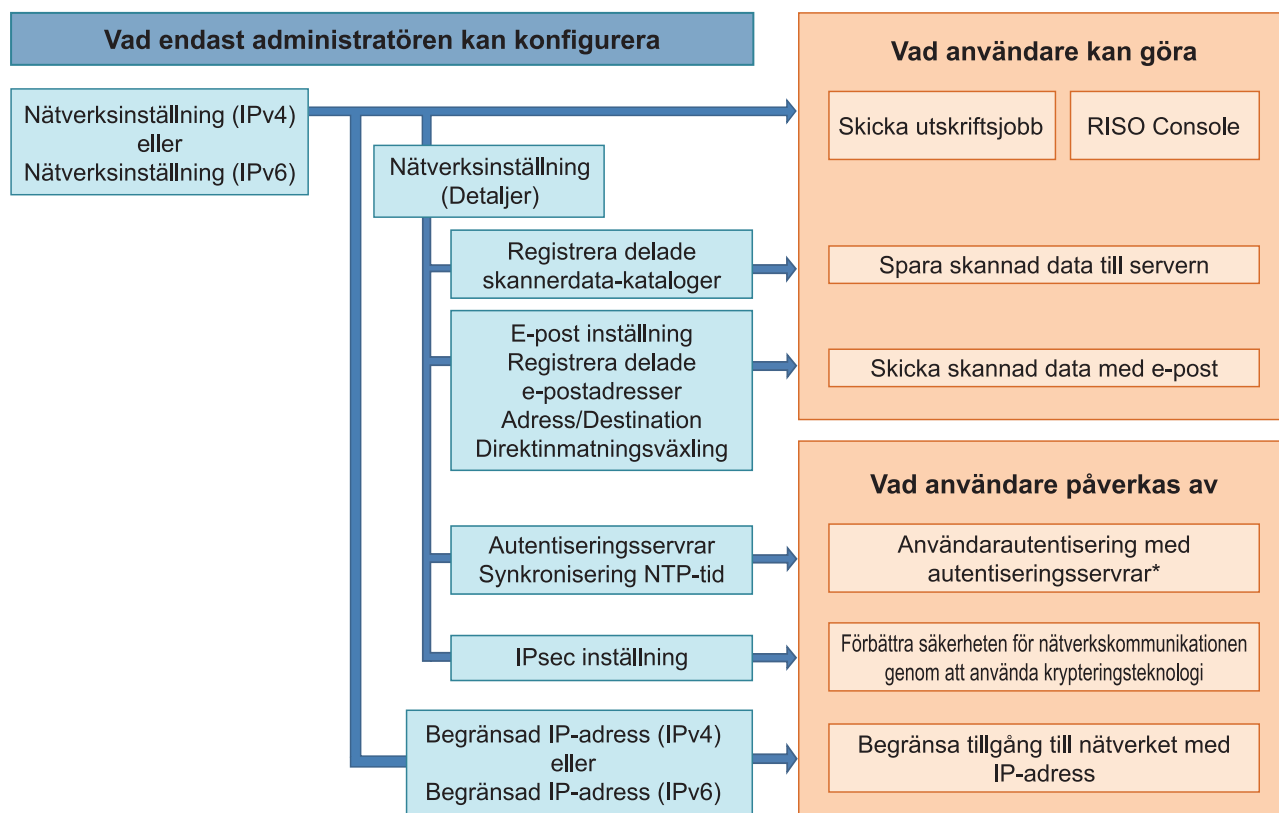 Vad endast administratören kan konfigurera
Nätverksinställning (IPv4)
eller
Nätverksinställning (IPv6)
Nätverksinställning
(Detaljer)
Registrera delade
skannerdata-kataloger
E-post inställning
Registrera delade
e-postadresser
Adress/Destination
Direktinmatningsväxling
Autentiseringsservrar
Synkronisering NTP-tid
IPsec inställning
Begränsad IP-adress (IPv4)
eller
Begränsad IP-adress (IPv6)
Vad användare kan göra
Skicka utskriftsjobb
RISO Console
Spara skannad data till servern
Skicka skannad data med e-post
Vad användare påverkas av
Användarautentisering med
autentiseringsservrar*
Förbättra säkerheten för nätverkskommunikationen
genom att använda krypteringsteknologi
Begränsa tillgång till nätverket med
IP-adress